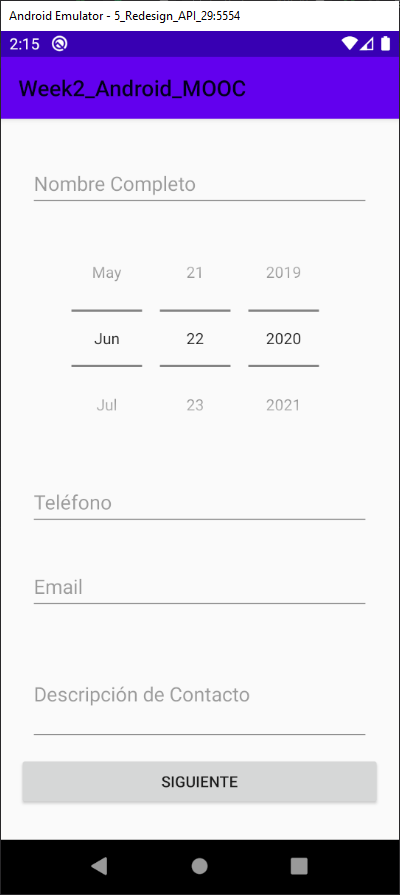 Android Emulator - 5_Redesign_API_29:5554
2:15
Week2_Android_MOOC
Nombre Completo
May 21 2019
Jun 22 2020
Jul 23 2021
Teléfono
Email
Descripción de Contacto
SIGUIENTE